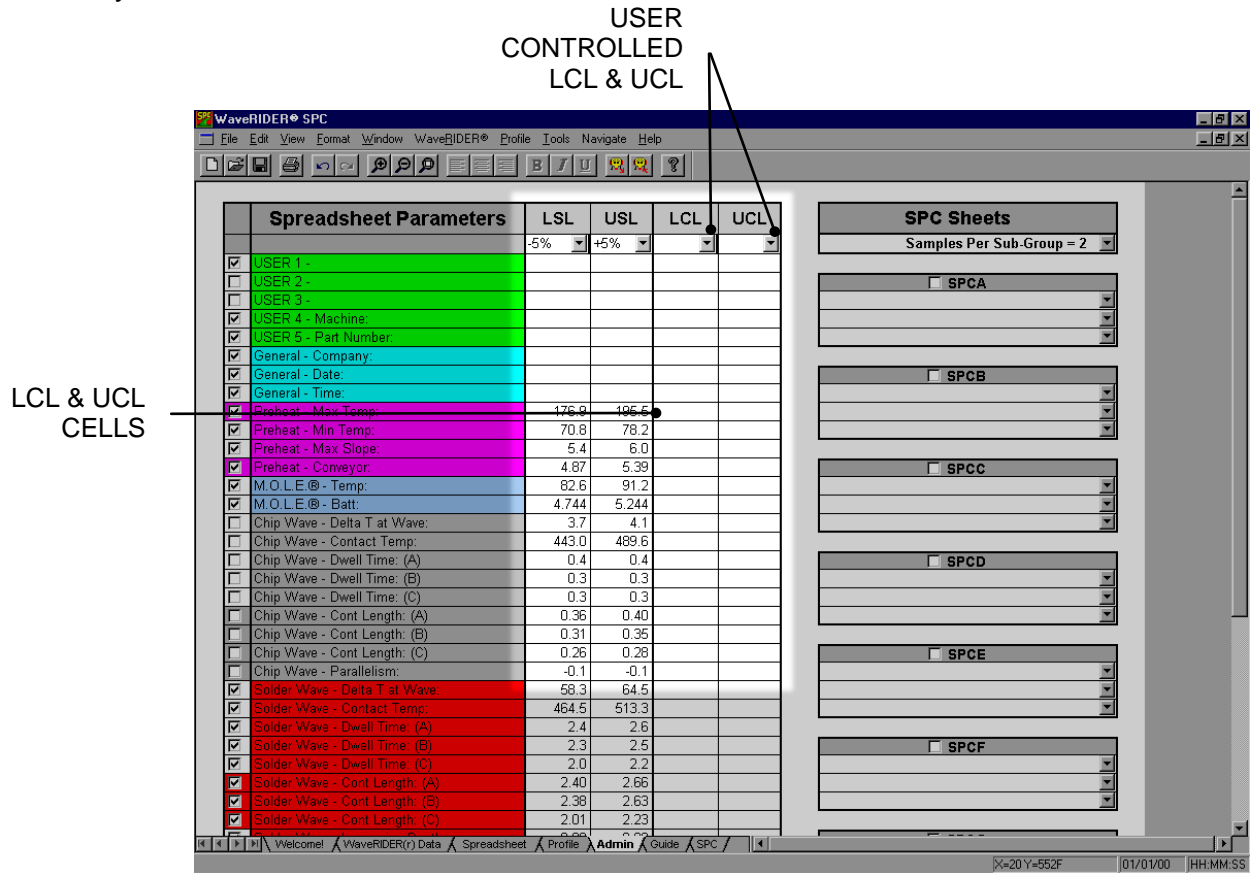 USER
CONTROLLED
LCL & UCL
LCL & UCL
CELLS
WaveRIDER® SPC
File Edit View Format Window WaveRIDER® Profile Tools Navigate Help
B I U
Spreadsheet Parameters LSL USL LCL UCL
-5% +5%
USER 1 -
USER 2 -
USER 3 -
USER 4 - Machine:
USER 5 - Part Number:
General - Company:
General - Date:
General - Time:
Preheat - Max Temp: 176.9 195.5
Preheat - Min Temp: 70.8 78.2
Preheat - Max Slope: 5.4 6.0
Preheat - Conveyor: 4.87 5.39
M.O.L.E.® - Temp: 82.6 91.2
M.O.L.E.® - Batt: 4.744 5.244
Chip Wave - Delta T at Wave: 3.7 4.1
Chip Wave - Contact Temp: 443.0 489.6
Chip Wave - Dwell Time: (A) 0.4 0.4
Chip Wave - Dwell Time: (B) 0.3 0.3
Chip Wave - Dwell Time: (C) 0.3 0.3
Chip Wave - Cont Length: (A) 0.36 0.40
Chip Wave - Cont Length: (B) 0.31 0.35
Chip Wave - Cont Length: (C) 0.26 0.28
Chip Wave - Parallelism: -0.1 -0.1
Solder Wave - Delta T at Wave: 58.3 64.5
Solder Wave - Contact Temp: 464.5 513.3
Solder Wave - Dwell Time: (A) 2.4 2.6
Solder Wave - Dwell Time: (B) 2.3 2.5
Solder Wave - Dwell Time: (C) 2.0 2.2
Solder Wave - Cont Length: (A) 2.40 2.66
Solder Wave - Cont Length: (B) 2.38 2.63
Solder Wave - Cont Length: (C) 2.01 2.23
SPC Sheets
Samples Per Sub-Group = 2
SPCA
SPCB
SPCC
SPCD
SPCE
SPCF
Welcome! WaveRIDER(r) Data Spreadsheet Profile Admin Guide SPC
X=20 Y=552F 01/01/00 HH:MM:SS